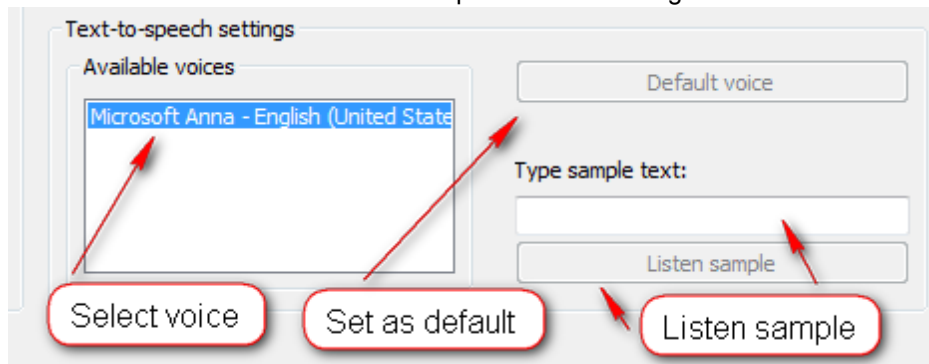 Text-to-speech settings
Available voices
Default voice
Microsoft Anna - English (United State
Type sample text:
Listen sample
Select voice
Set as default
Listen sample